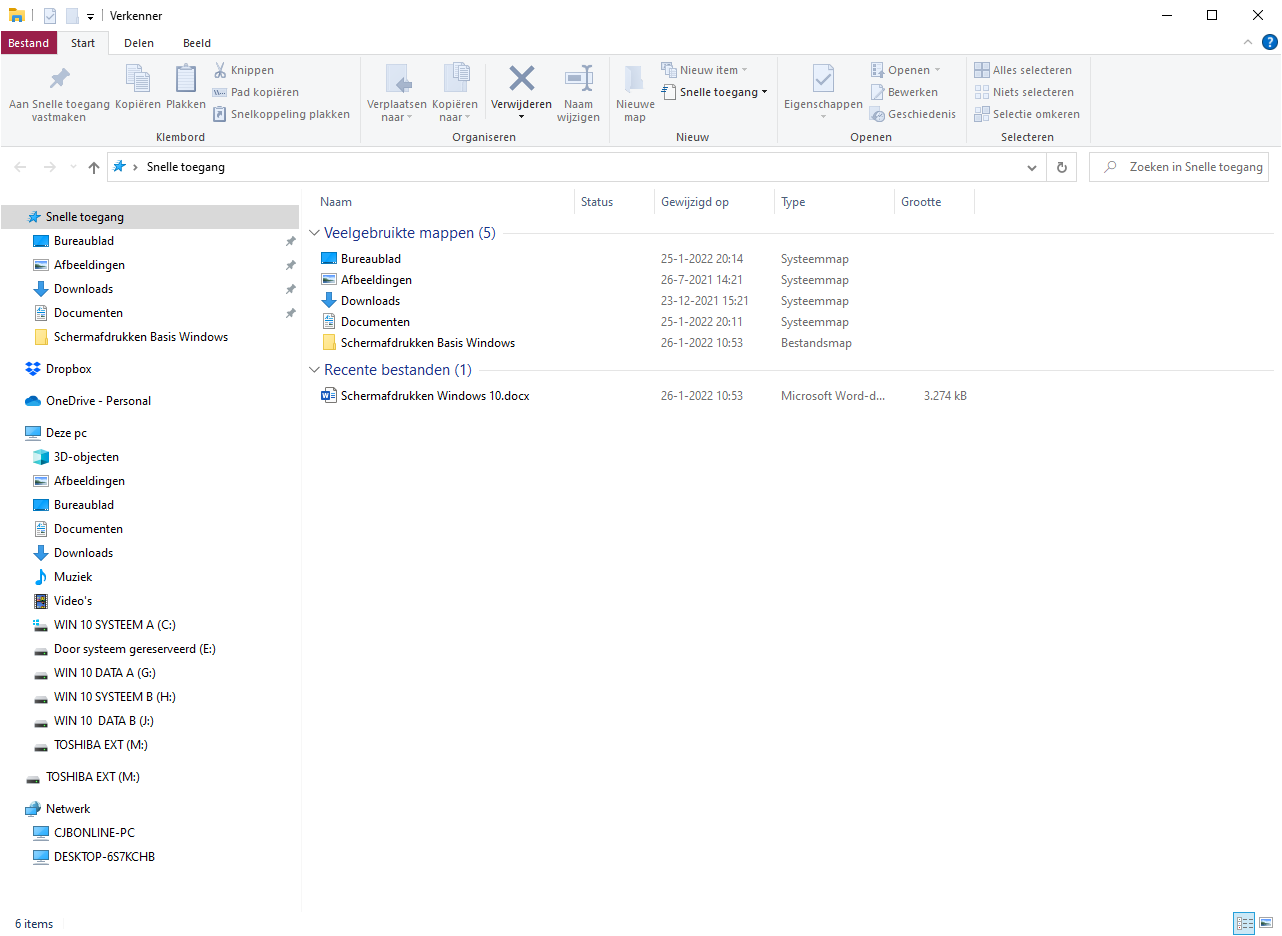 Verkenner
Bestand Start Delen Beeld
Aan Snelle toegang vastmaken
Kopiëren
Plakken
Knippen
Pad kopiëren
Snelkoppeling plakken
Klembord
Verplaatsen naar
Kopiëren naar
Verwijderen
Naam wijzigen
Organiseren
Nieuwe map
Nieuw item
Snelle toegang
Nieuw
Eigenschappen
Openen
Bewerken
Geschiedenis
Openen
Alles selecteren
Niets selecteren
Selectie omkeren
Selecteren
Snelle toegang
Zoeken in Snelle toegang
Snelle toegang
Bureaublad
Afbeeldingen
Downloads
Documenten
Schermafdrukken Basis Windows
Dropbox
OneDrive - Personal
Deze pc
3D-objecten
Afbeeldingen
Bureaublad
Documenten
Downloads
Muziek
Video's
WIN 10 SYSTEEM A (C:)
Door systeem gereserveerd (E:)
WIN 10 DATA A (G:)
WIN 10 SYSTEEM B (H:)
WIN 10  DATA B (J:)
TOSHIBA EXT (M:)
TOSHIBA EXT (M:)
Netwerk
CJBONLINE-PC
DESKTOP-6S7KCHB
Naam Status Gewijzigd op Type Grootte
Veelgebruikte mappen (5)
Bureaublad 25-1-2022 20:14 Systeemmap
Afbeeldingen 26-7-2021 14:21 Systeemmap
Downloads 23-12-2021 15:21 Systeemmap
Documenten 25-1-2022 20:11 Systeemmap
Schermafdrukken Basis Windows 26-1-2022 10:53 Bestandsmap
Recente bestanden (1)
Schermafdrukken Windows 10.docx 26-1-2022 10:53 Microsoft Word-d... 3.274 kB
6 items